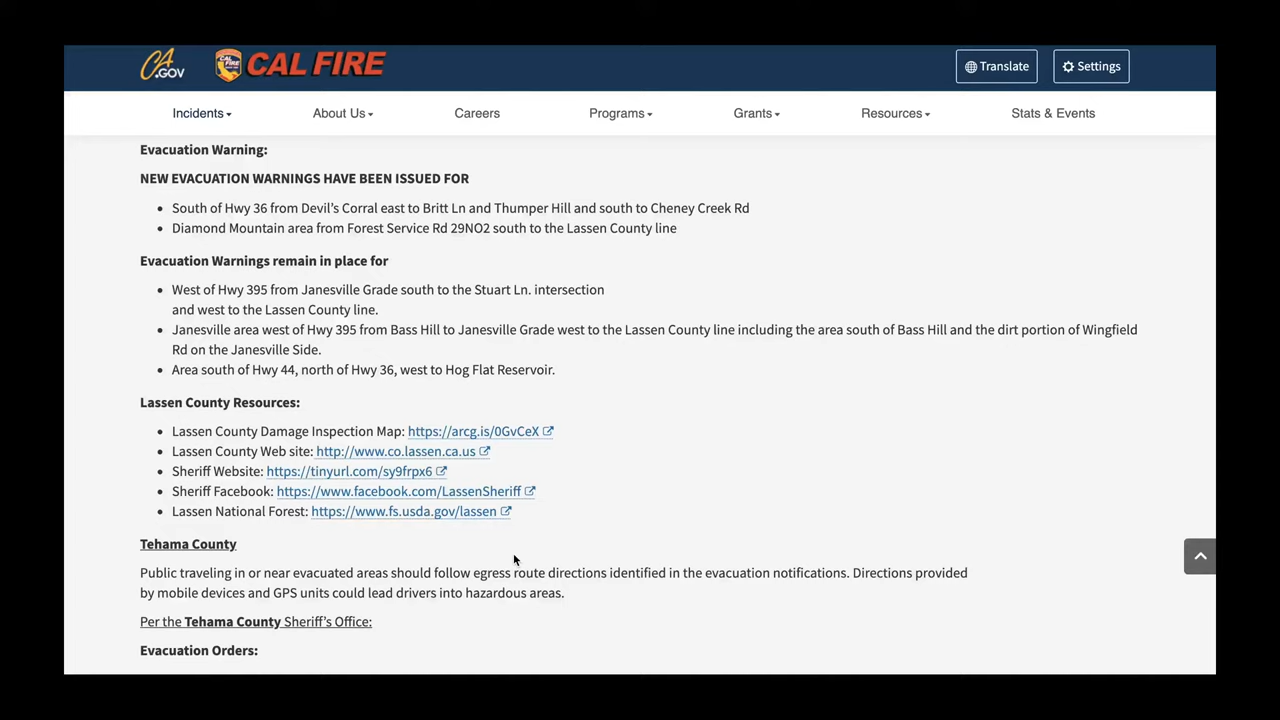 CA.GOV
CAL FIRE
CAL FIRE
Translate
Settings
Incidents
About Us
Careers
Programs
Grants
Resources
Stats & Events
Evacuation Warning:
NEW EVACUATION WARNINGS HAVE BEEN ISSUED FOR
South of Hwy 36 from Devil’s Corral east to Britt Ln and Thumper Hill and south to Cheney Creek Rd
Diamond Mountain area from Forest Service Rd 29NO2 south to the Lassen County line
Evacuation Warnings remain in place for
West of Hwy 395 from Janesville Grade south to the Stuart Ln. intersection
and west to the Lassen County line.
Janesville area west of Hwy 395 from Bass Hill to Janesville Grade west to the Lassen County line including the area south of Bass Hill and the dirt portion of Wingfield
Rd on the Janesville Side.
Area south of Hwy 44, north of Hwy 36, west to Hog Flat Reservoir.
Lassen County Resources:
Lassen County Damage Inspection Map: https://arcg.is/0GvCeX
Lassen County Web site: http://www.co.lassen.ca.us
Sheriff Website: https://tinyurl.com/sy9frpx6
Sheriff Facebook: https://www.facebook.com/LassenSheriff
Lassen National Forest: https://www.fs.usda.gov/lassen
Tehama County
Public traveling in or near evacuated areas should follow egress route directions identified in the evacuation notifications. Directions provided
by mobile devices and GPS units could lead drivers into hazardous areas.
Per the Tehama County Sheriff’s Office:
Evacuation Orders: